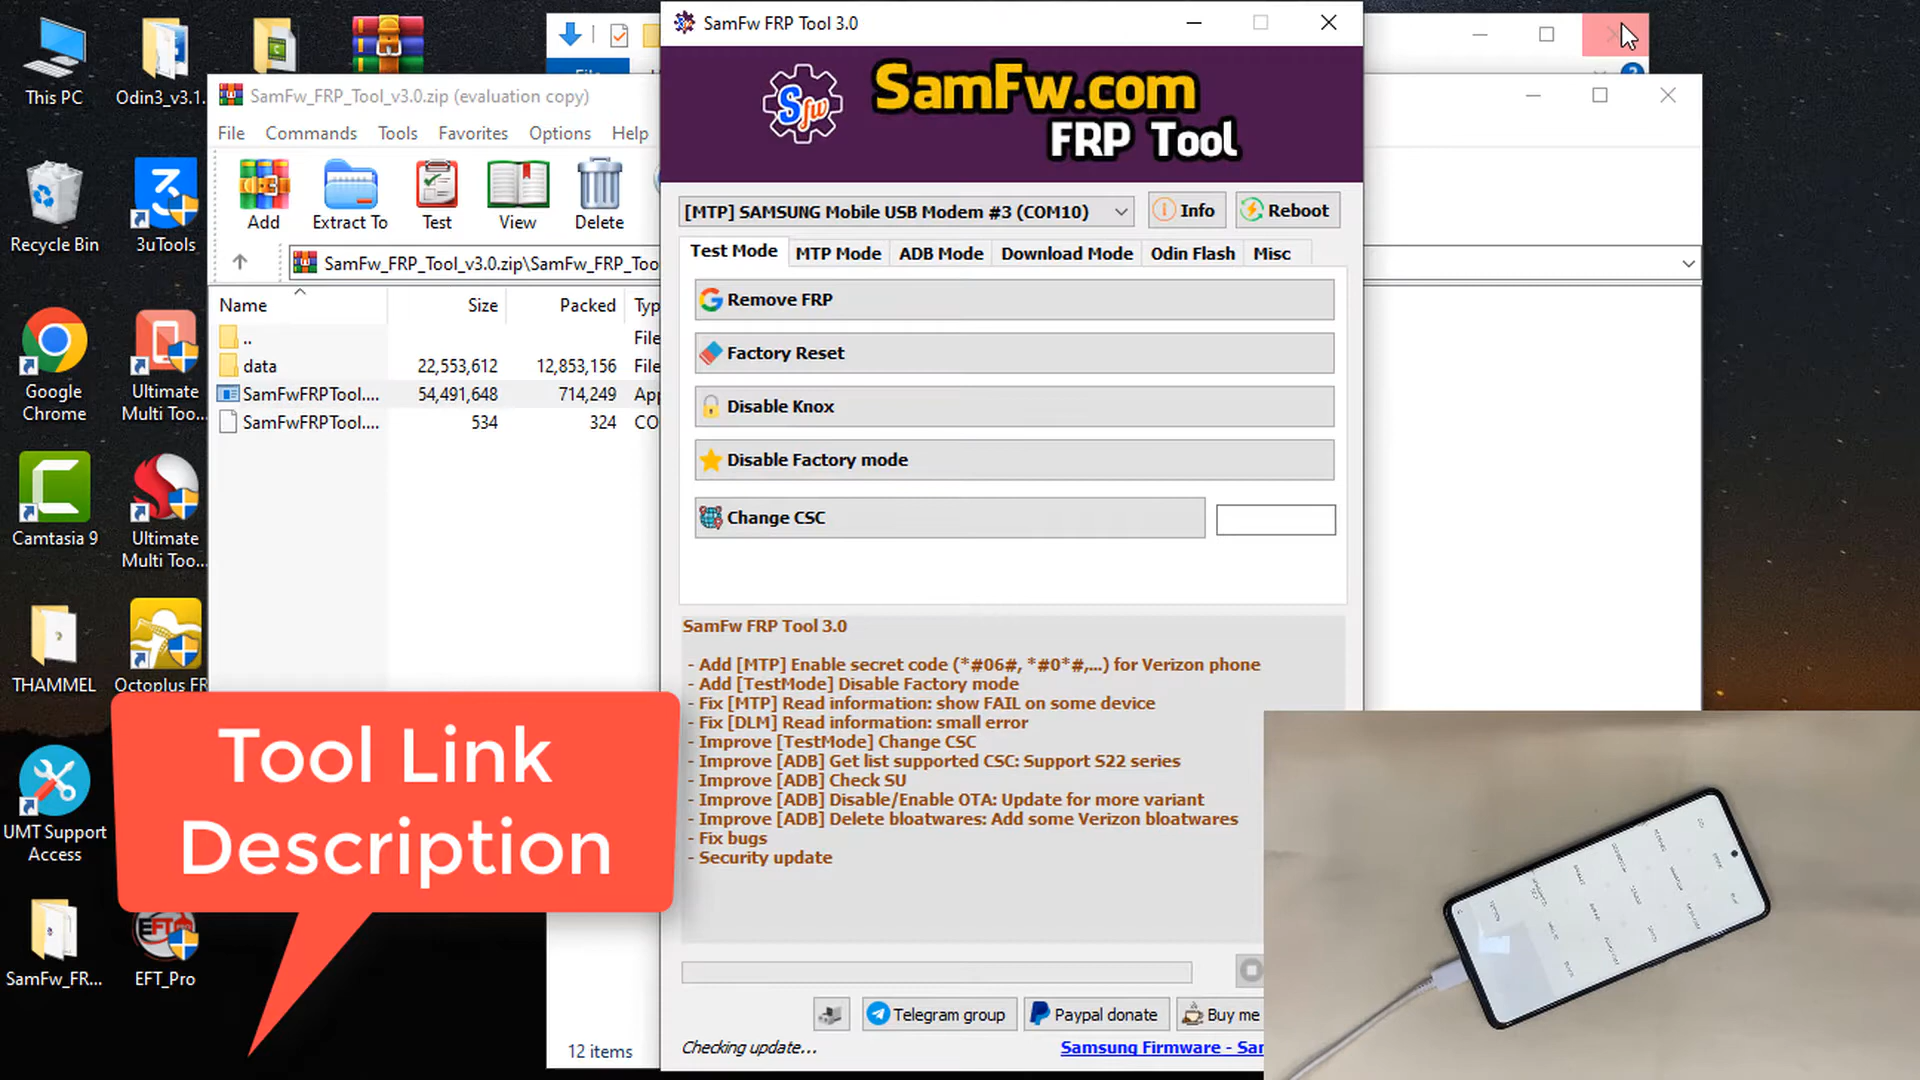 This PC
Odin3_v3.1...
Recycle Bin
3uTools
Google
Chrome
Ultimate
Multi Too...
Camtasia 9
Ultimate
Multi Too...
THAMMEL
Octoplus FR
UMT Support
Access
SamFw_FR...
EFT_Pro
EFT
SamFw_FRP_Tool_v3.0.zip (evaluation copy)
File
Commands
Tools
Favorites
Options
Help
Add
Extract To
Test
View
Delete
SamFw_FRP_Tool_v3.0.zip\SamFw_FRP_Too
Name
Size
Packed
Typ
..
File
data
22,553,612
12,853,156
File
SamFwFRPTool....
54,491,648
714,249
App
SamFwFRPTool....
534
324
CO
12 items
SamFw FRP Tool 3.0
Sfw
SamFw.com
FRP Tool
[MTP] SAMSUNG Mobile USB Modem #3 (COM10)
Info
Reboot
Test Mode
MTP Mode
ADB Mode
Download Mode
Odin Flash
Misc
Remove FRP
Factory Reset
Disable Knox
Disable Factory mode
Change CSC
SamFw FRP Tool 3.0
- Add [MTP] Enable secret code (*#06#, *#0*#,...) for Verizon phone
- Add [TestMode] Disable Factory mode
- Fix [MTP] Read information: show FAIL on some device
- Fix [DLM] Read information: small error
- Improve [TestMode] Change CSC
- Improve [ADB] Get list supported CSC: Support S22 series
- Improve [ADB] Check SU
- Improve [ADB] Disable/Enable OTA: Update for more variant
- Improve [ADB] Delete bloatwares: Add some Verizon bloatwares
- Fix bugs
- Security update
Telegram group
Paypal donate
Buy me
Checking update...
Samsung Firmware - Sam
Tool Link
Description